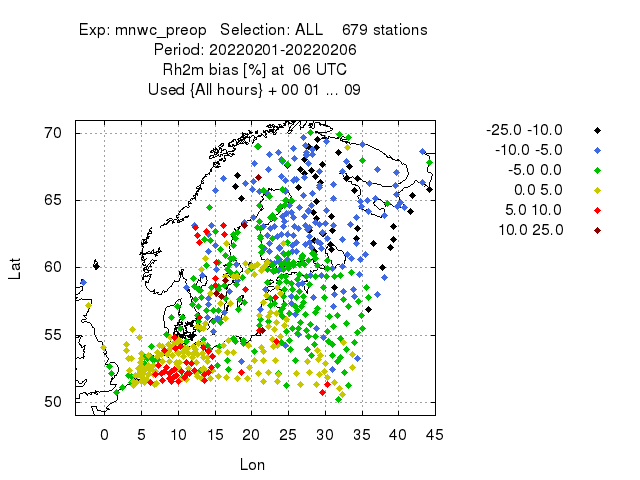 Exp: mnwc_preop   Selection: ALL    679 stations
Period: 20220201-20220206
Rh2m bias [%] at  06 UTC
Used {All hours} + 00 01 ... 09
-25.0 -10.0
-10.0 -5.0
-5.0 0.0
0.0 5.0
5.0 10.0
10.0 25.0
70
65
60
55
50
Lat
0 5 10 15 20 25 30 35 40 45
Lon